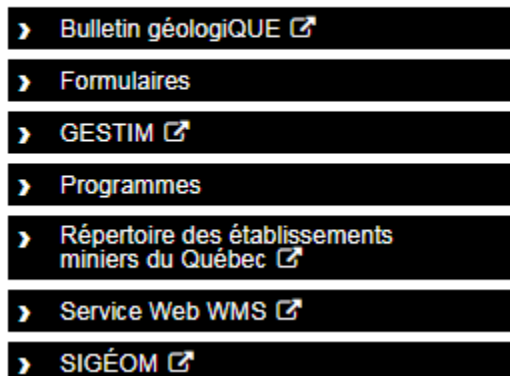 Bulletin géologiQUE
Formulaires
GESTIM
Programmes
Répertoire des établissements
miniers du Québec
Service Web WMS
SIGÉOM